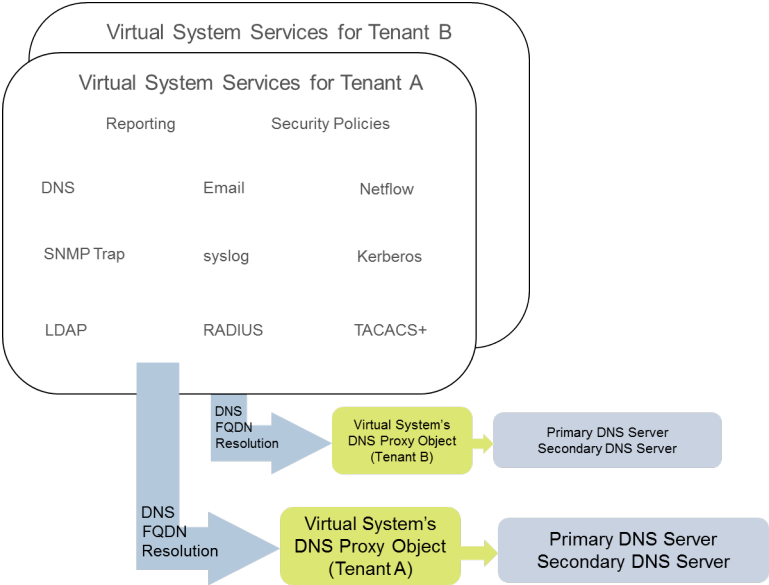 Virtual System Services for Tenant B
Virtual System Services for Tenant A
Reporting Security Policies
DNS Email Netflow
SNMP Trap syslog Kerberos
LDAP RADIUS TACACS+
DNS
FQDN
Resolution
Virtual System's
DNS Proxy Object
(Tenant B)
Primary DNS Server
Secondary DNS Server
DNS
FQDN
Resolution
Virtual System's
DNS Proxy Object
(Tenant A)
Primary DNS Server
Secondary DNS Server